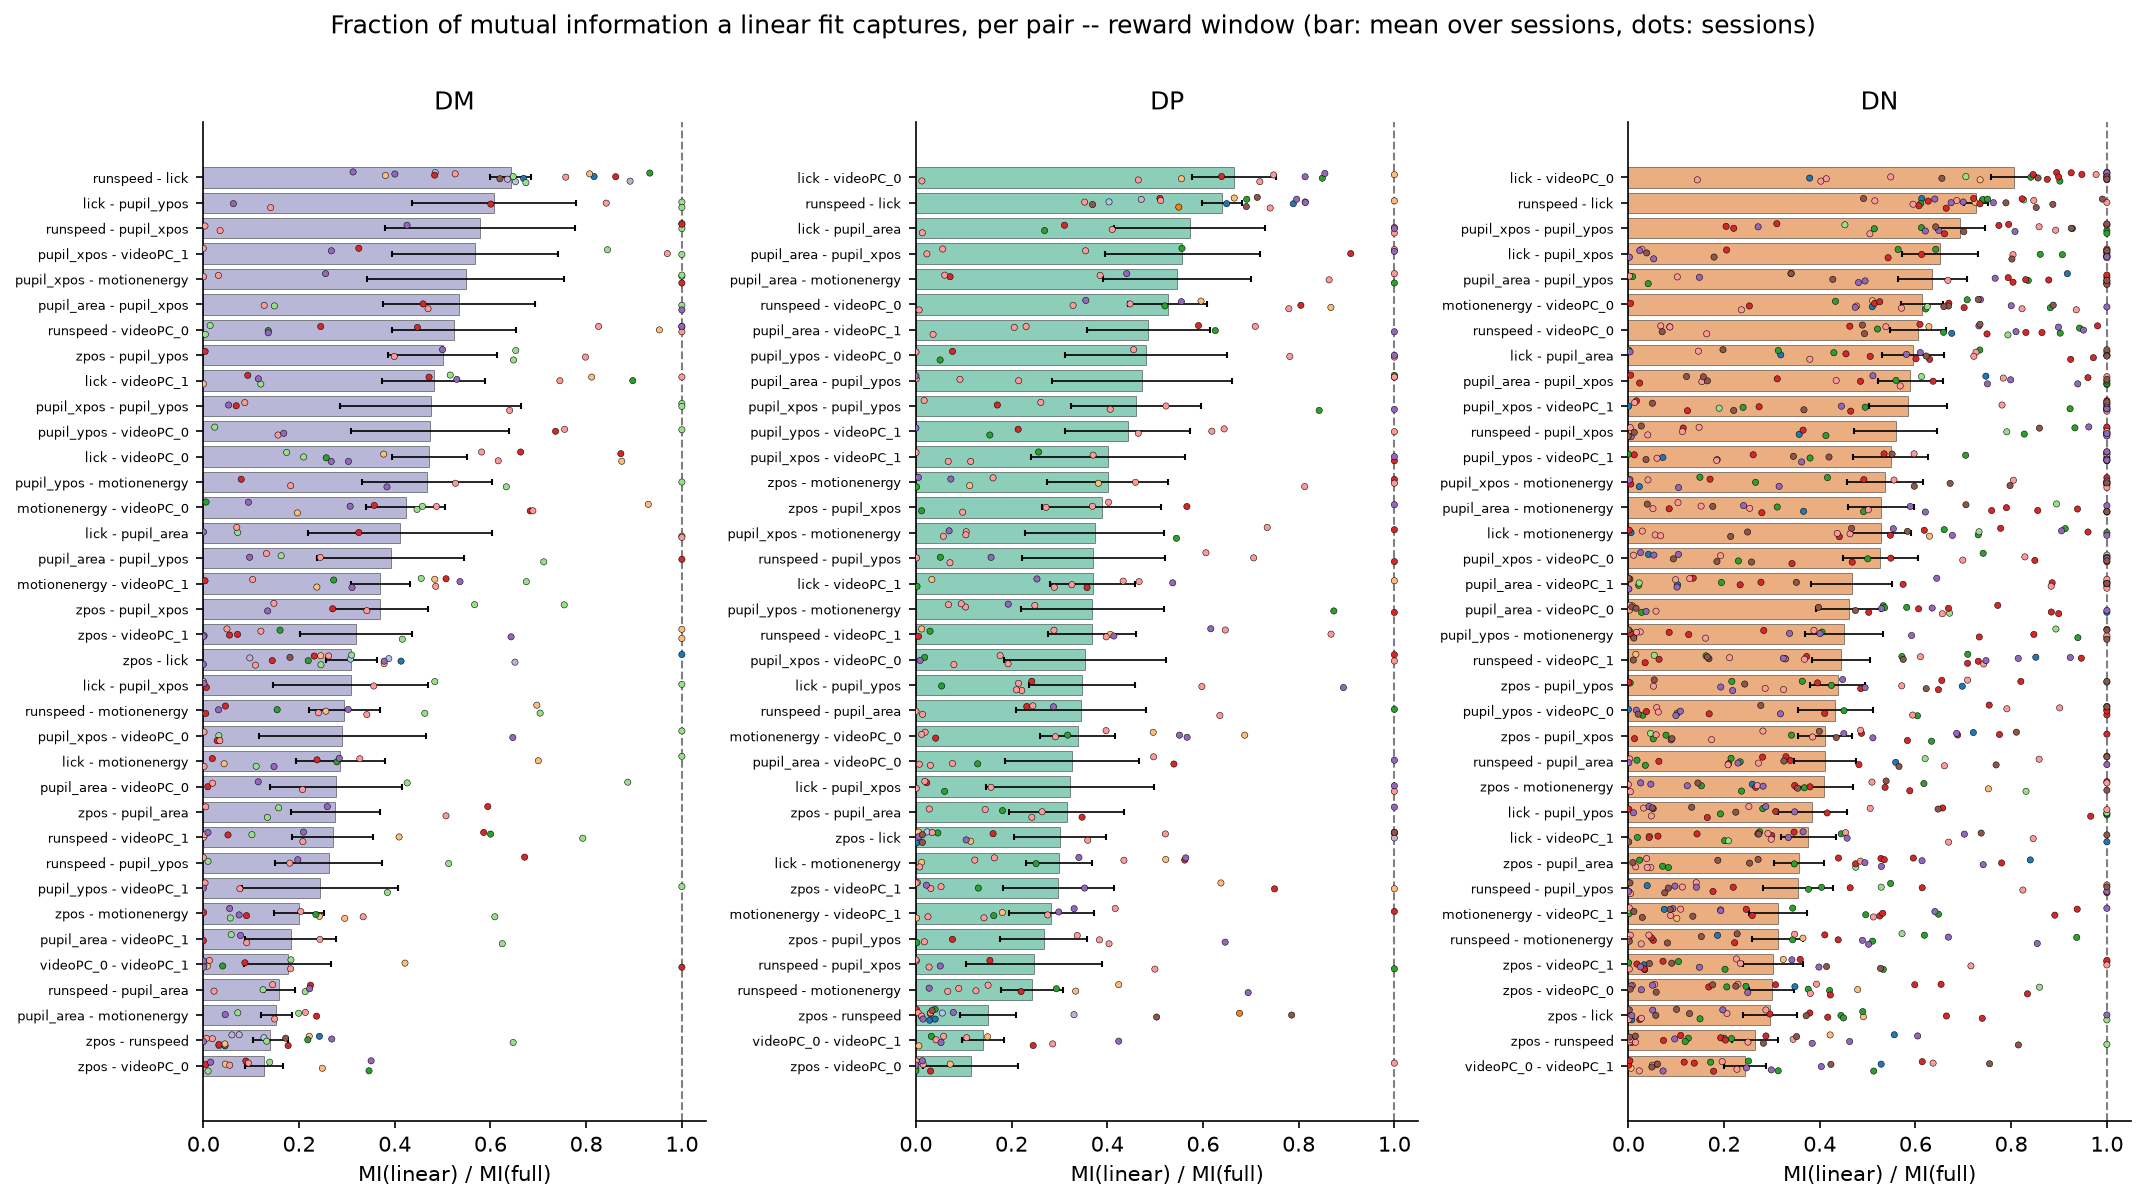 Fraction of mutual information a linear fit captures, per pair -- reward window (bar: mean over sessions, dots: sessions)
DM
runspeed - lick
lick - pupil_ypos
runspeed - pupil_xpos
pupil_xpos - videoPC_1
pupil_xpos - motionenergy
pupil_area - pupil_xpos
runspeed - videoPC_0
zpos - pupil_ypos
lick - videoPC_1
pupil_xpos - pupil_ypos
pupil_ypos - videoPC_0
lick - videoPC_0
pupil_ypos - motionenergy
motionenergy - videoPC_0
lick - pupil_area
pupil_area - pupil_ypos
motionenergy - videoPC_1
zpos - pupil_xpos
zpos - videoPC_1
zpos - lick
lick - pupil_xpos
runspeed - motionenergy
pupil_xpos - videoPC_0
lick - motionenergy
pupil_area - videoPC_0
zpos - pupil_area
runspeed - videoPC_1
runspeed - pupil_ypos
pupil_ypos - videoPC_1
zpos - motionenergy
pupil_area - videoPC_1
videoPC_0 - videoPC_1
runspeed - pupil_area
pupil_area - motionenergy
zpos - runspeed
zpos - videoPC_0
0.0 0.2 0.4 0.6 0.8 1.0
MI(linear) / MI(full)
DP
lick - videoPC_0
runspeed - lick
lick - pupil_area
pupil_area - pupil_xpos
pupil_area - motionenergy
runspeed - videoPC_0
pupil_area - videoPC_1
pupil_ypos - videoPC_0
pupil_area - pupil_ypos
pupil_xpos - pupil_ypos
pupil_ypos - videoPC_1
pupil_xpos - videoPC_1
zpos - motionenergy
zpos - pupil_xpos
pupil_xpos - motionenergy
runspeed - pupil_ypos
lick - videoPC_1
pupil_ypos - motionenergy
runspeed - videoPC_1
pupil_xpos - videoPC_0
lick - pupil_ypos
runspeed - pupil_area
motionenergy - videoPC_0
pupil_area - videoPC_0
lick - pupil_xpos
zpos - pupil_area
zpos - lick
lick - motionenergy
zpos - videoPC_1
motionenergy - videoPC_1
zpos - pupil_ypos
runspeed - pupil_xpos
runspeed - motionenergy
zpos - runspeed
videoPC_0 - videoPC_1
zpos - videoPC_0
0.0 0.2 0.4 0.6 0.8 1.0
MI(linear) / MI(full)
DN
lick - videoPC_0
runspeed - lick
pupil_xpos - pupil_ypos
lick - pupil_xpos
pupil_area - pupil_ypos
motionenergy - videoPC_0
runspeed - videoPC_0
lick - pupil_area
pupil_area - pupil_xpos
pupil_xpos - videoPC_1
runspeed - pupil_xpos
pupil_ypos - videoPC_1
pupil_xpos - motionenergy
pupil_area - motionenergy
lick - motionenergy
pupil_xpos - videoPC_0
pupil_area - videoPC_1
pupil_area - videoPC_0
pupil_ypos - motionenergy
runspeed - videoPC_1
zpos - pupil_ypos
pupil_ypos - videoPC_0
zpos - pupil_xpos
runspeed - pupil_area
zpos - motionenergy
lick - pupil_ypos
lick - videoPC_1
zpos - pupil_area
runspeed - pupil_ypos
motionenergy - videoPC_1
runspeed - motionenergy
zpos - videoPC_1
zpos - videoPC_0
zpos - lick
zpos - runspeed
videoPC_0 - videoPC_1
0.0 0.2 0.4 0.6 0.8 1.0
MI(linear) / MI(full)